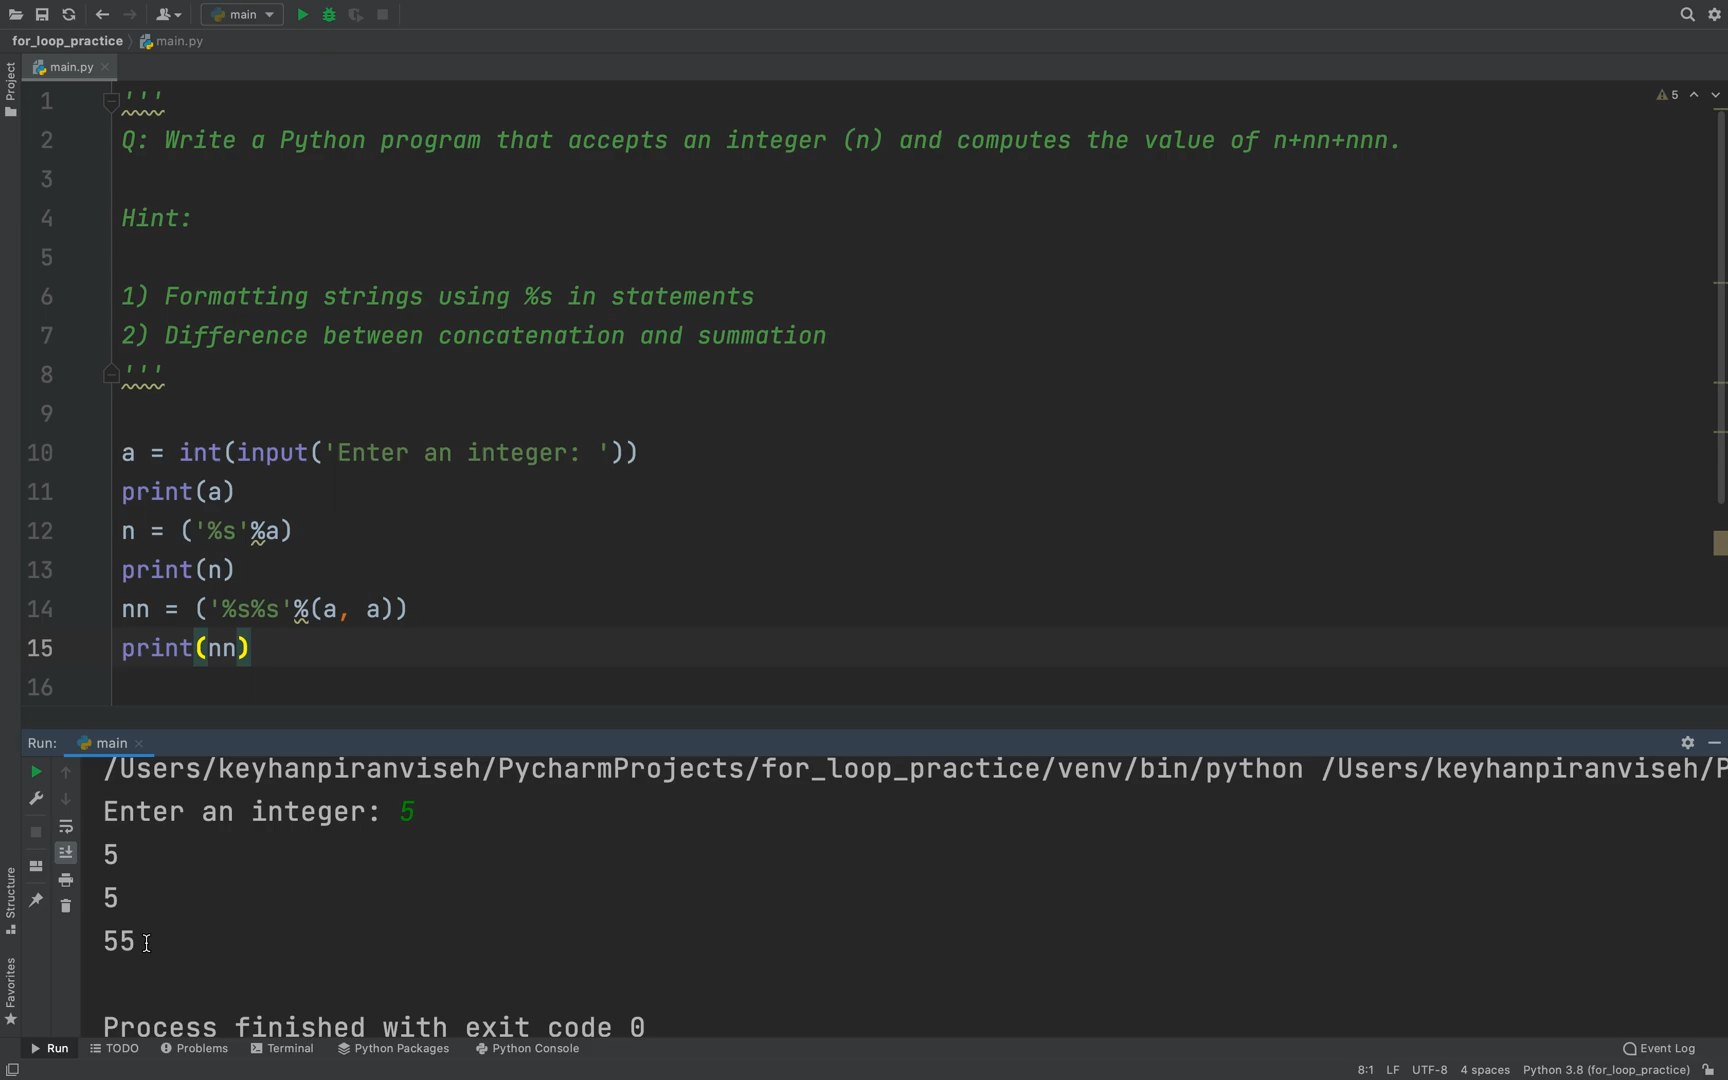 main
for_loop_practice main.py
Project
main.py
5
1 '''
2 Q: Write a Python program that accepts an integer (n) and computes the value of n+nn+nnn.
3
4 Hint:
5
6 1) Formatting strings using %s in statements
7 2) Difference between concatenation and summation
8 '''
9
10 a = int(input('Enter an integer: '))
11 print(a)
12 n = ('%s'%a)
13 print(n)
14 nn = ('%s%s'%(a, a))
15 print(nn)
16
Run: main
/Users/keyhanpiranviseh/PycharmProjects/for_loop_practice/venv/bin/python /Users/keyhanpiranviseh/P
Enter an integer: 5
5
5
55
Process finished with exit code 0
Structure
Favorites
Run TODO Problems Terminal Python Packages Python Console Event Log
8:1 LF UTF-8 4 spaces Python 3.8 (for_loop_practice)